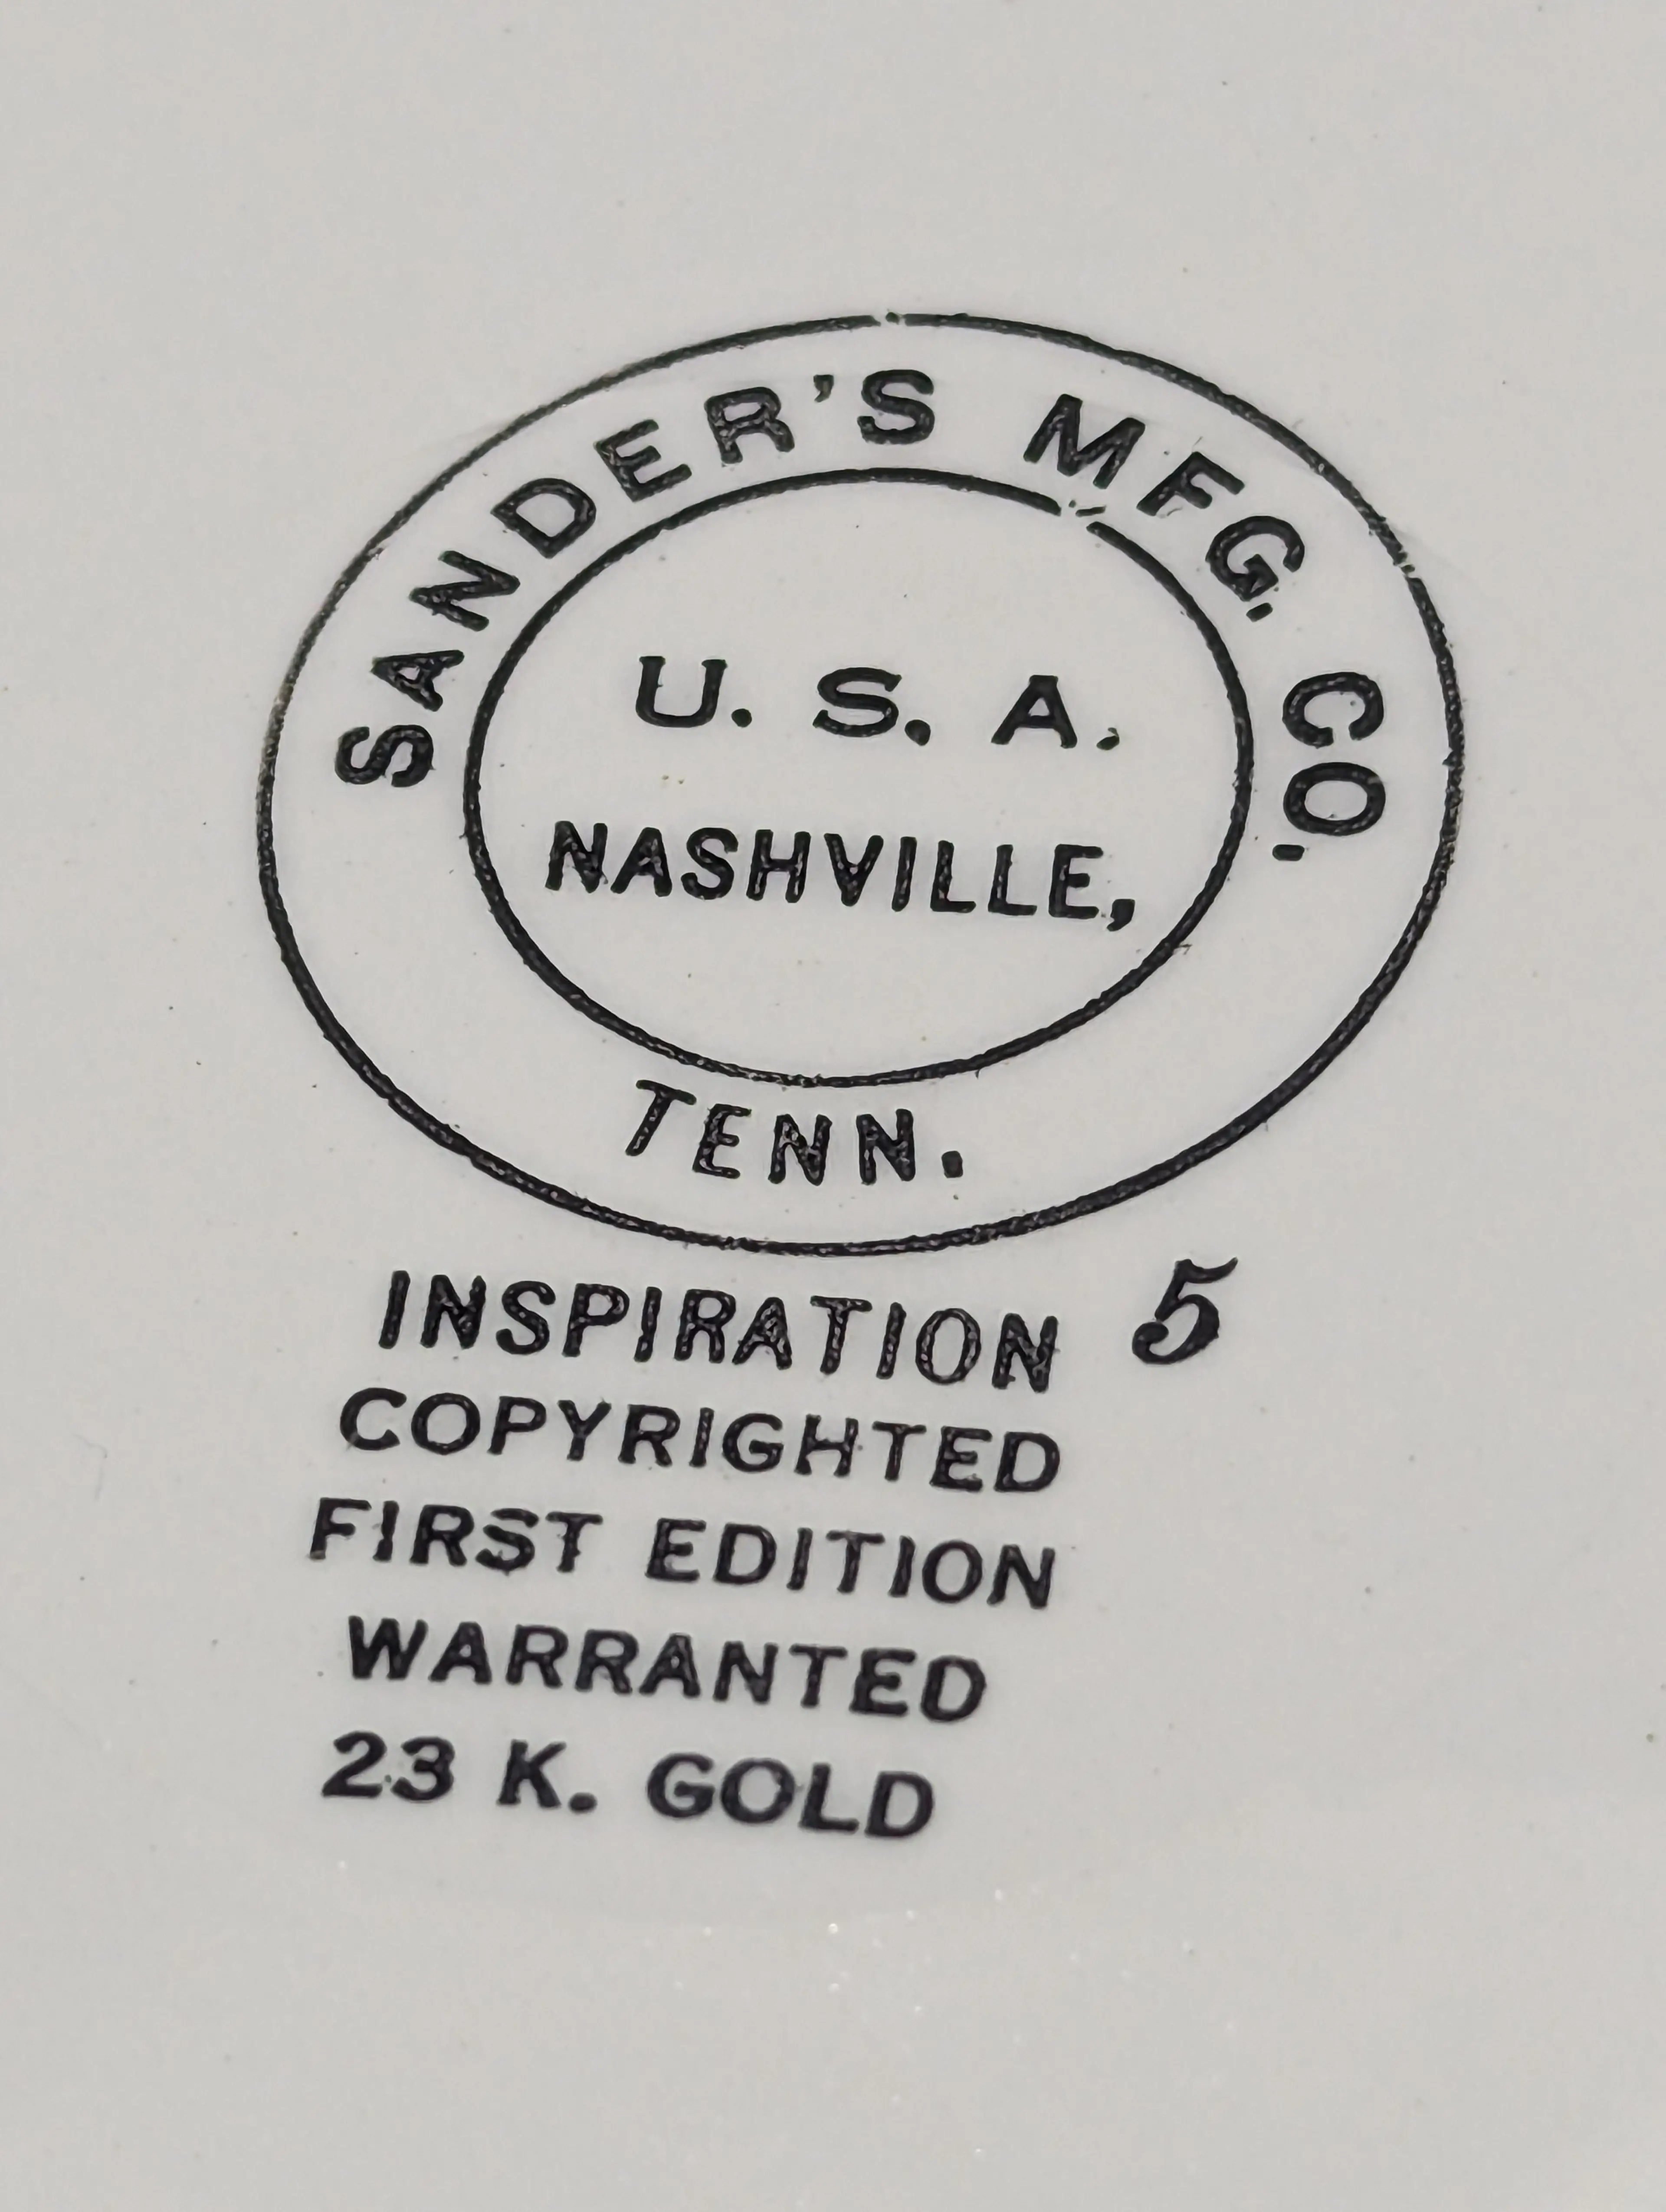 SANDER'S MFG. CO.
U. S. A.
NASHVILLE,
TENN.
INSPIRATION 5
COPYRIGHTED
FIRST EDITION
WARRANTED
23 K. GOLD